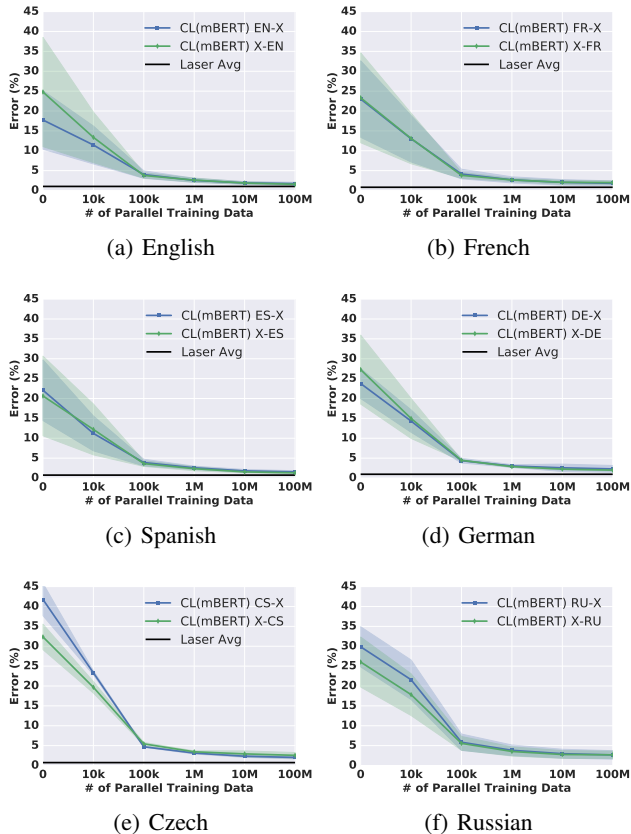 45
40
35
30
25
20
15
10
5
0
Error (%)
CL(mBERT) EN-X
CL(mBERT) X-EN
Laser Avg
0 10k 100k 1M 10M 100M
# of Parallel Training Data
(a) English
45
40
35
30
25
20
15
10
5
0
Error (%)
CL(mBERT) FR-X
CL(mBERT) X-FR
Laser Avg
0 10k 100k 1M 10M 100M
# of Parallel Training Data
(b) French
45
40
35
30
25
20
15
10
5
0
Error (%)
CL(mBERT) ES-X
CL(mBERT) X-ES
Laser Avg
0 10k 100k 1M 10M 100M
# of Parallel Training Data
(c) Spanish
45
40
35
30
25
20
15
10
5
0
Error (%)
CL(mBERT) DE-X
CL(mBERT) X-DE
Laser Avg
0 10k 100k 1M 10M 100M
# of Parallel Training Data
(d) German
45
40
35
30
25
20
15
10
5
0
Error (%)
CL(mBERT) CS-X
CL(mBERT) X-CS
Laser Avg
0 10k 100k 1M 10M 100M
# of Parallel Training Data
(e) Czech
45
40
35
30
25
20
15
10
5
0
Error (%)
CL(mBERT) RU-X
CL(mBERT) X-RU
0 10k 100k 1M 10M 100M
# of Parallel Training Data
(f) Russian